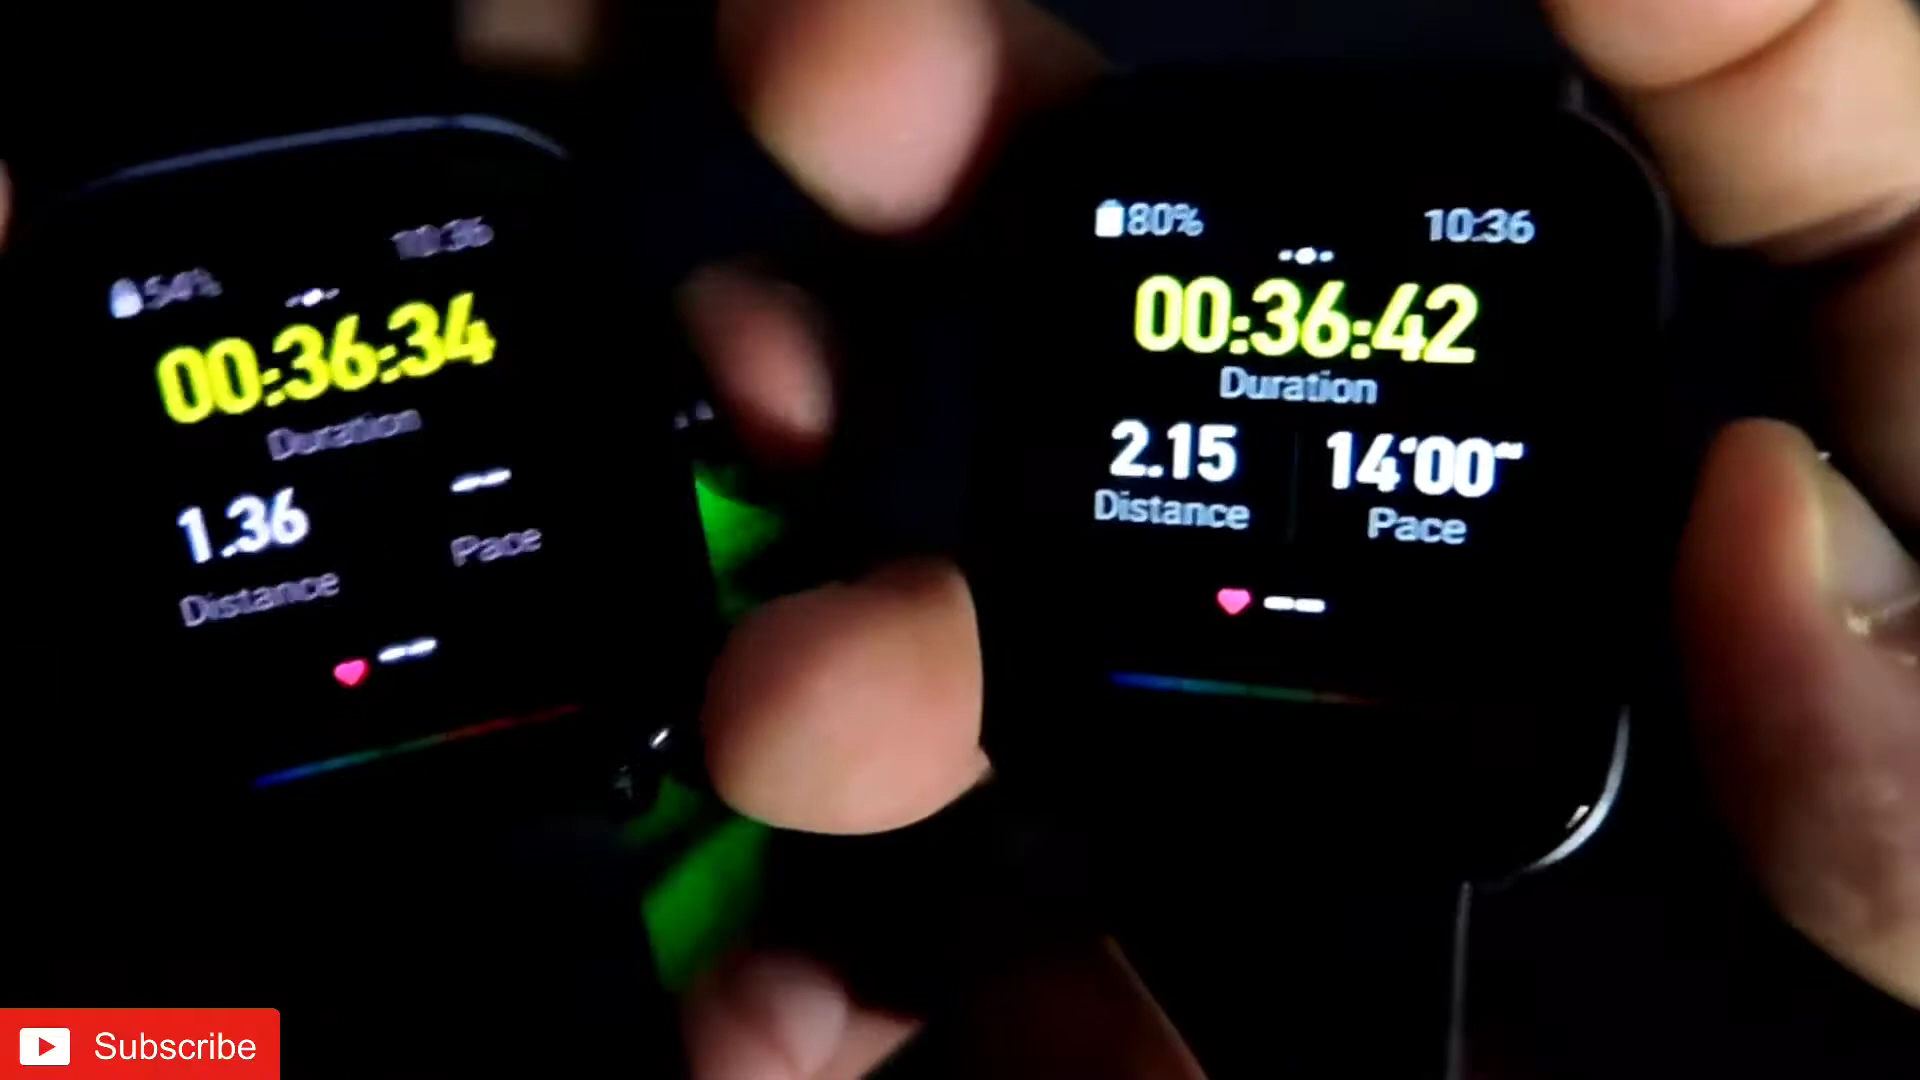 10:36
54%
00:36:34
Duration
1.36
--
Distance
Pace
--
80%
10:36
00:36:42
Duration
2.15
14'00"
Distance
Pace
--
Subscribe